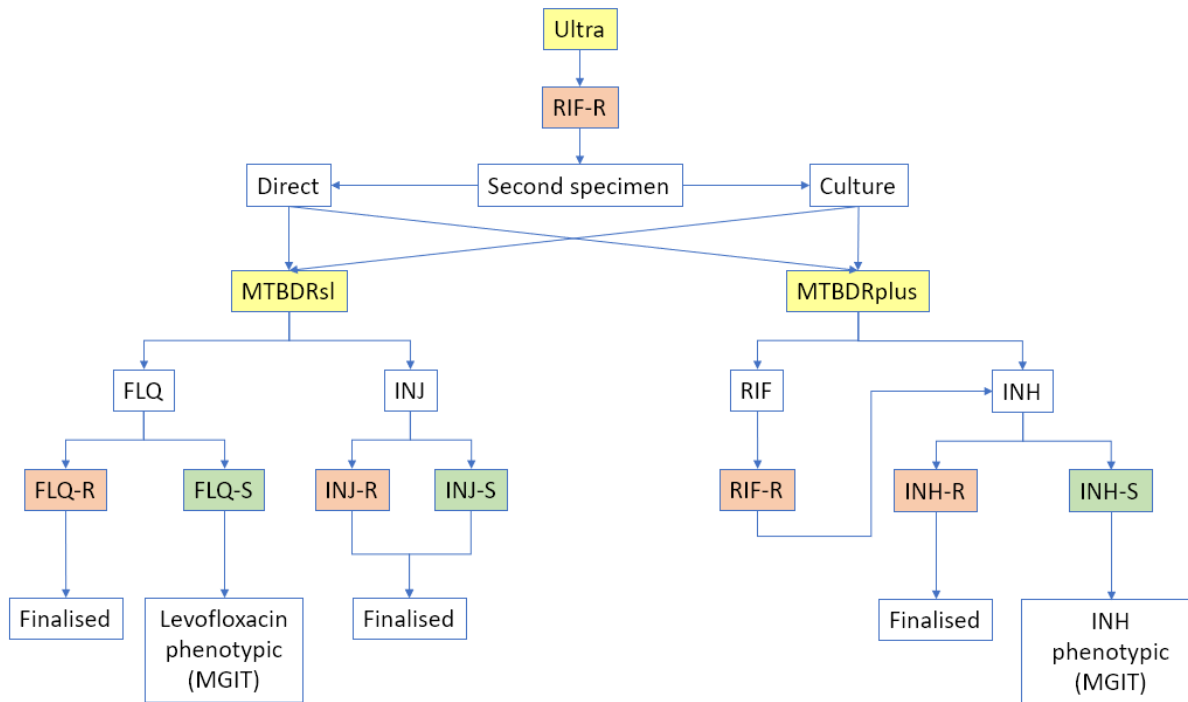 Ultra
RIF-R
Direct
Second specimen
Culture
MTBDRsl
MTBDRplus
FLQ
INJ
RIF
INH
FLQ-R
FLQ-S
INJ-R
INJ-S
RIF-R
INH-R
INH-S
Finalised
Levofloxacin
phenotypic
(MGIT)
Finalised
Finalised
INH
phenotypic
(MGIT)